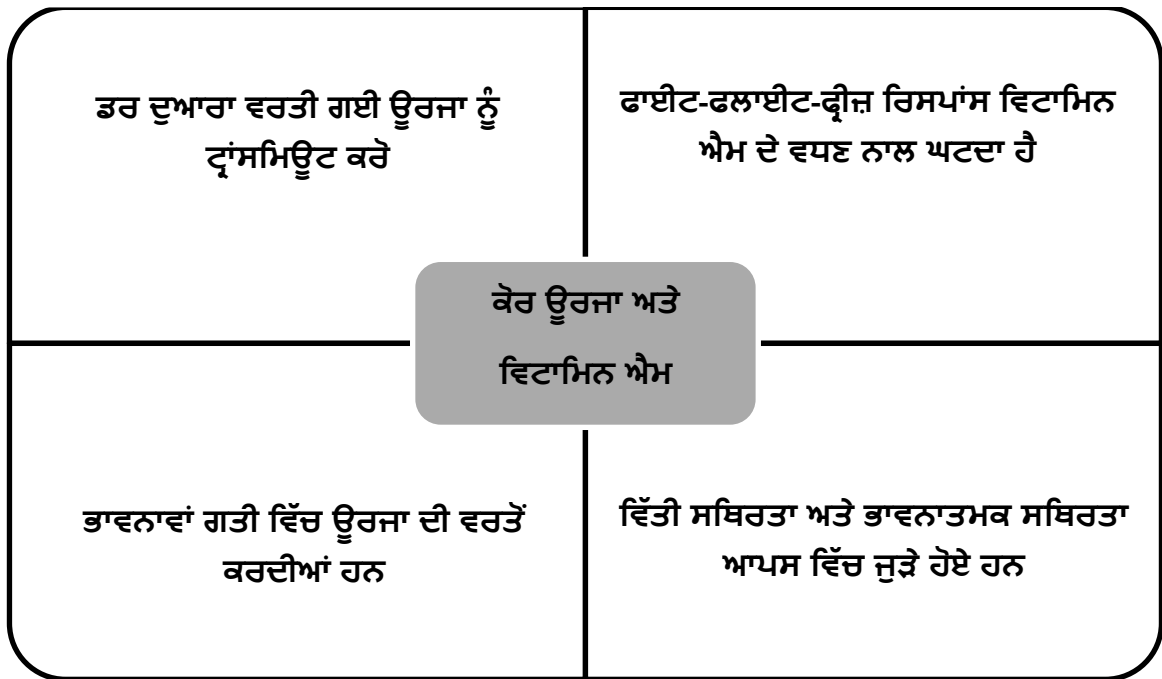 ਡਰ ਦੁਆਰਾ ਵਰਤੀ ਗਈ ਊਰਜਾ ਨੂੰ
ਟ੍ਰਾਂਸਮਿਊਟ ਕਰੋ
ਫਾਈਟ-ਫਲਾਈਟ-ਫ੍ਰੀਜ਼ ਰਿਸਪਾਂਸ ਵਿਟਾਮਿਨ
ਐਮ ਦੇ ਵਧਣ ਨਾਲ ਘਟਦਾ ਹੈ
ਕੋਰ ਊਰਜਾ ਅਤੇ
ਵਿਟਾਮਿਨ ਐਮ
ਭਾਵਨਾਵਾਂ ਗਤੀ ਵਿੱਚ ਊਰਜਾ ਦੀ ਵਰਤੋਂ
ਕਰਦੀਆਂ ਹਨ
ਵਿੱਤੀ ਸਥਿਰਤਾ ਅਤੇ ਭਾਵਨਾਤਮਕ ਸਥਿਰਤਾ
ਆਪਸ ਵਿੱਚ ਜੁੜੇ ਹੋਏ ਹਨ